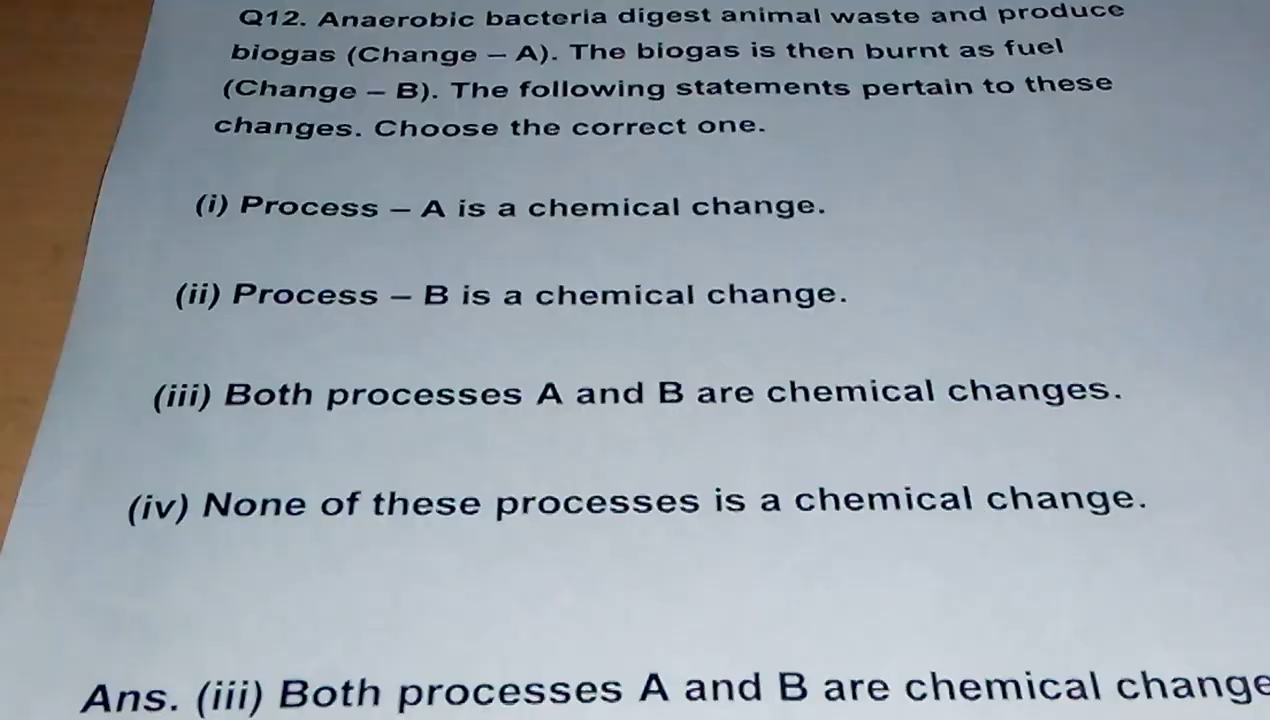 Q12. Anaerobic bacteria digest animal waste and produce
biogas (Change – A). The biogas is then burnt as fuel
(Change – B). The following statements pertain to these
changes. Choose the correct one.
(i) Process – A is a chemical change.
(ii) Process – B is a chemical change.
(iii) Both processes A and B are chemical changes.
(iv) None of these processes is a chemical change.
Ans. (iii) Both processes A and B are chemical change